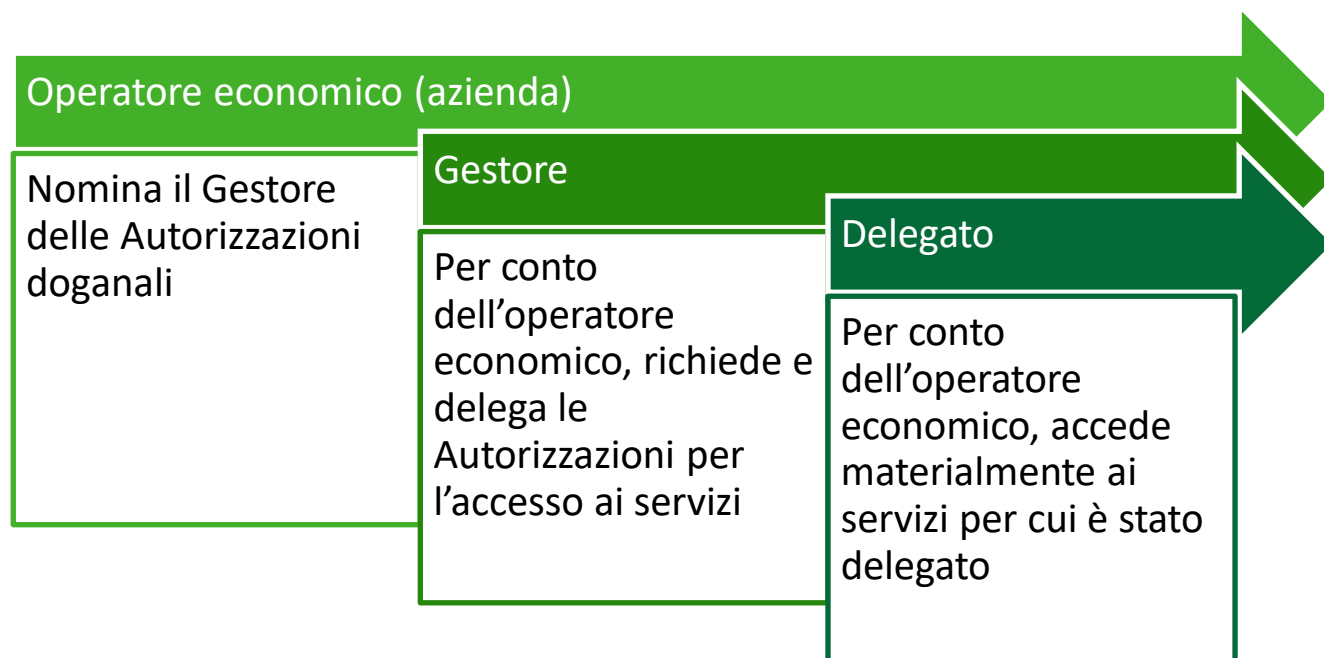 Operatore economico (azienda)
Nomina il Gestore
delle Autorizzazioni
doganali
Gestore
Per conto
dell’operatore
economico, richiede e
delega le
Autorizzazioni per
l’accesso ai servizi
Delegato
Per conto
dell’operatore
economico, accede
materialmente ai
servizi per cui è stato
delegato